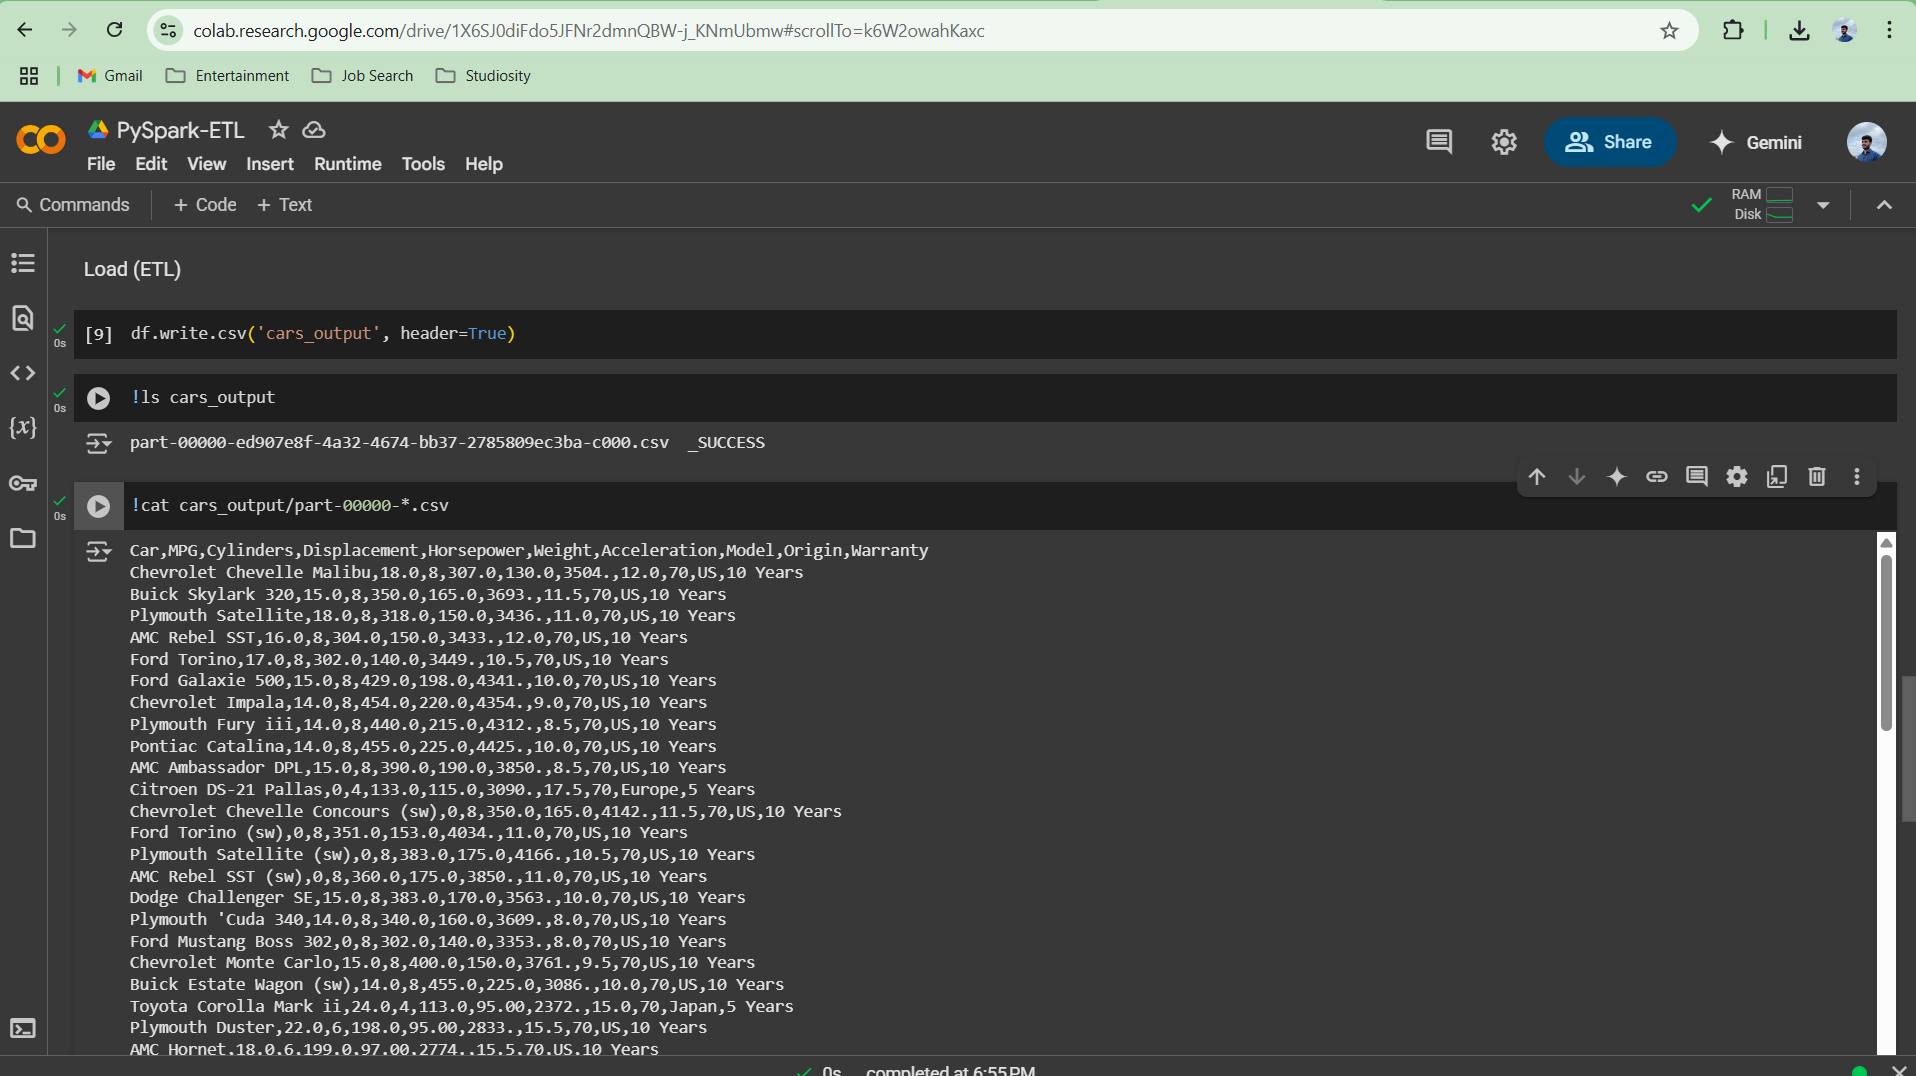 colab.research.google.com/drive/1X6SJ0diFdo5JFNr2dmnQBW-j_KNmUbmw#scrollTo=k6W2owahKaxc
Gmail Entertainment Job Search Studiosity
PySpark-ETL
File Edit View Insert Runtime Tools Help
Share
Gemini
Commands + Code + Text
RAM
Disk
Load (ETL)
[9] df.write.csv('cars_output', header=True)
0s
!ls cars_output
0s
part-00000-ed907e8f-4a32-4674-bb37-2785809ec3ba-c000.csv _SUCCESS
!cat cars_output/part-00000-*.csv
0s
Car,MPG,Cylinders,Displacement,Horsepower,Weight,Acceleration,Model,Origin,Warranty
Chevrolet Chevelle Malibu,18.0,8,307.0,130.0,3504.,12.0,70,US,10 Years
Buick Skylark 320,15.0,8,350.0,165.0,3693.,11.5,70,US,10 Years
Plymouth Satellite,18.0,8,318.0,150.0,3436.,11.0,70,US,10 Years
AMC Rebel SST,16.0,8,304.0,150.0,3433.,12.0,70,US,10 Years
Ford Torino,17.0,8,302.0,140.0,3449.,10.5,70,US,10 Years
Ford Galaxie 500,15.0,8,429.0,198.0,4341.,10.0,70,US,10 Years
Chevrolet Impala,14.0,8,454.0,220.0,4354.,9.0,70,US,10 Years
Plymouth Fury iii,14.0,8,440.0,215.0,4312.,8.5,70,US,10 Years
Pontiac Catalina,14.0,8,455.0,225.0,4425.,10.0,70,US,10 Years
AMC Ambassador DPL,15.0,8,390.0,190.0,3850.,8.5,70,US,10 Years
Citroen DS-21 Pallas,0,4,133.0,115.0,3090.,17.5,70,Europe,5 Years
Chevrolet Chevelle Concours (sw),0,8,350.0,165.0,4142.,11.5,70,US,10 Years
Ford Torino (sw),0,8,351.0,153.0,4034.,11.0,70,US,10 Years
Plymouth Satellite (sw),0,8,383.0,175.0,4166.,10.5,70,US,10 Years
AMC Rebel SST (sw),0,8,360.0,175.0,3850.,11.0,70,US,10 Years
Dodge Challenger SE,15.0,8,383.0,170.0,3563.,10.0,70,US,10 Years
Plymouth 'Cuda 340,14.0,8,340.0,160.0,3609.,8.0,70,US,10 Years
Ford Mustang Boss 302,0,8,302.0,140.0,3353.,8.0,70,US,10 Years
Chevrolet Monte Carlo,15.0,8,400.0,150.0,3761.,9.5,70,US,10 Years
Buick Estate Wagon (sw),14.0,8,455.0,225.0,3086.,10.0,70,US,10 Years
Toyota Corolla Mark ii,24.0,4,113.0,95.00,2372.,15.0,70,Japan,5 Years
Plymouth Duster,22.0,6,198.0,95.00,2833.,15.5,70,US,10 Years
AMC Hornet,18.0,6,199.0,97.00,2774.,15.5,70,US,10 Years
0s completed at 6:55 PM